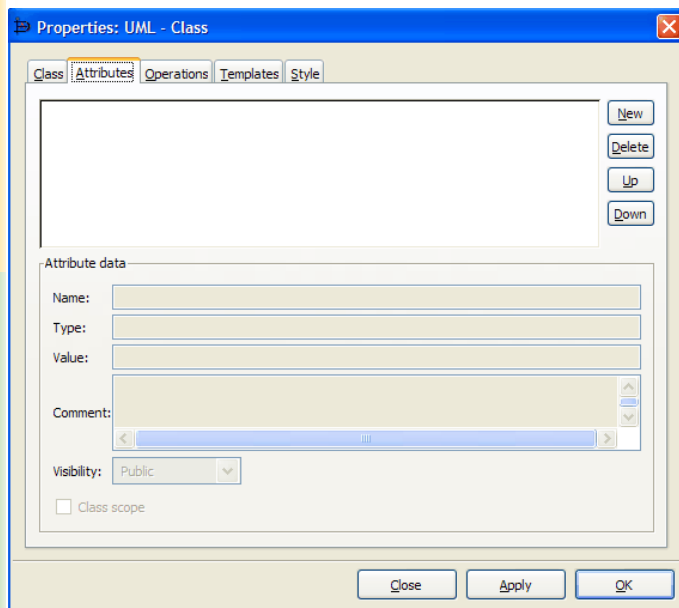 Properties: UML - Class
Class Attributes Operations Templates Style
New
Delete
Up
Down
Attribute data
Name:
Type:
Value:
Comment:
Visibility: Public
Class scope
Close Apply OK